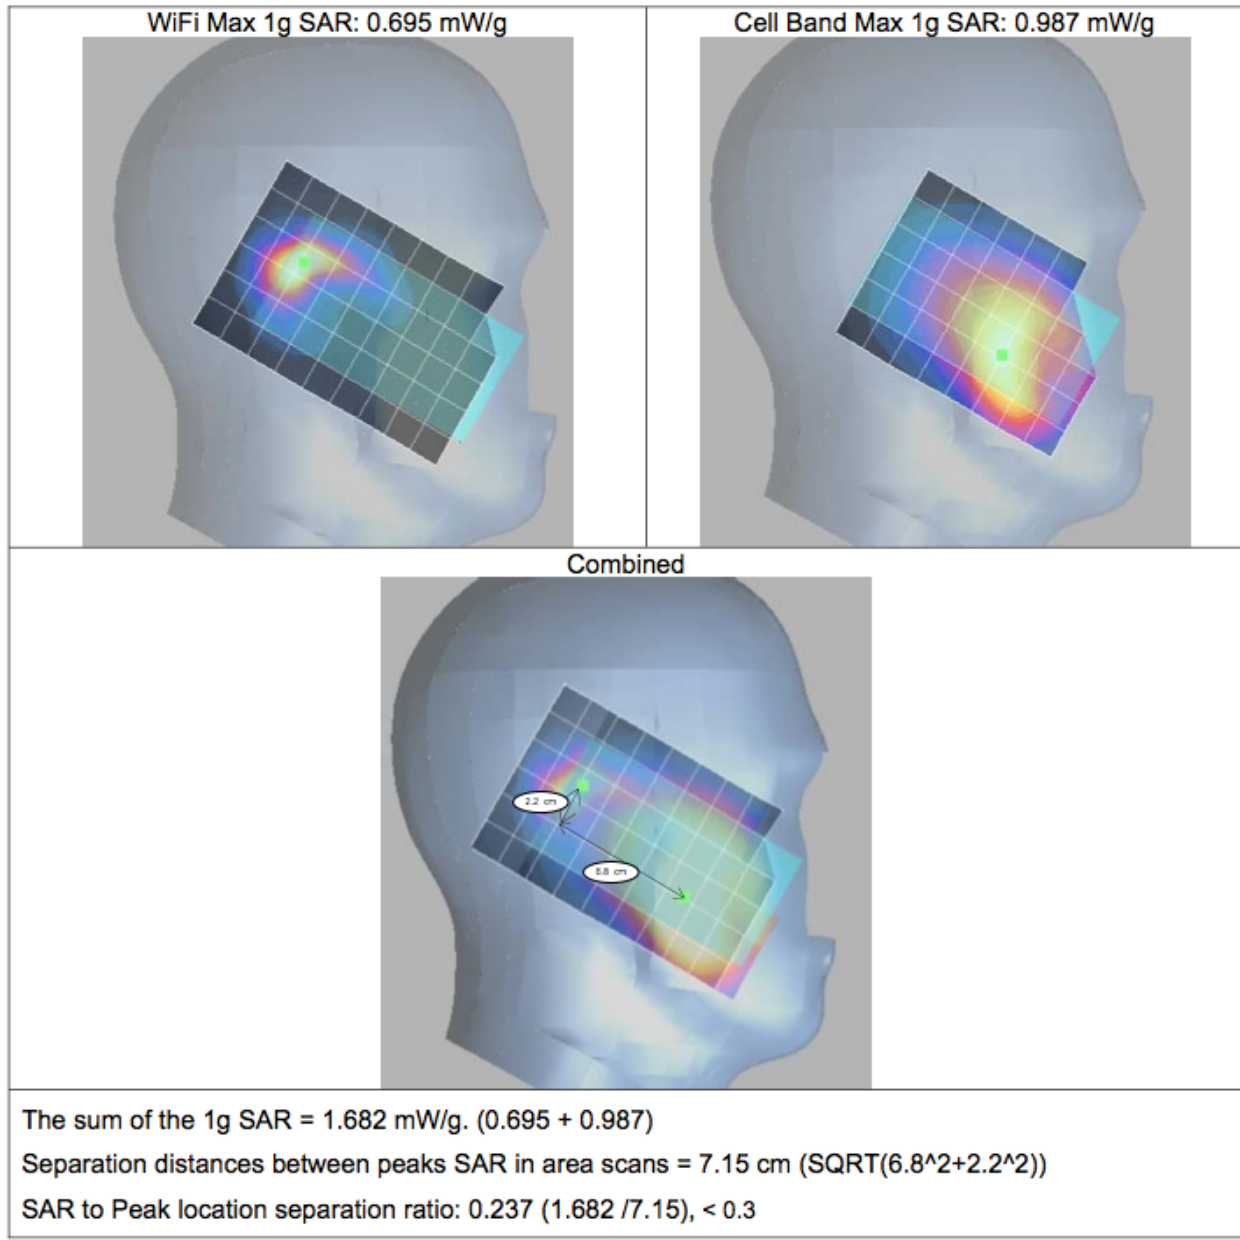 WiFi Max 1g SAR: 0.695 mW/g
Cell Band Max 1g SAR: 0.987 mW/g
Combined
2.2 cm
6.8 cm
The sum of the 1g SAR = 1.682 mW/g. (0.695 + 0.987)
Separation distances between peaks SAR in area scans = 7.15 cm (SQRT(6.8^2+2.2^2))
SAR to Peak location separation ratio: 0.237 (1.682 /7.15), < 0.3